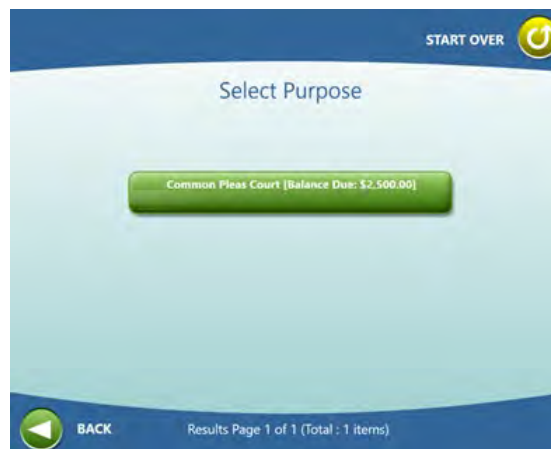 START OVER
Select Purpose
Common Pleas Court [Balance Due: $2,500.00]
BACK
Results Page 1 of 1 (Total : 1 items)